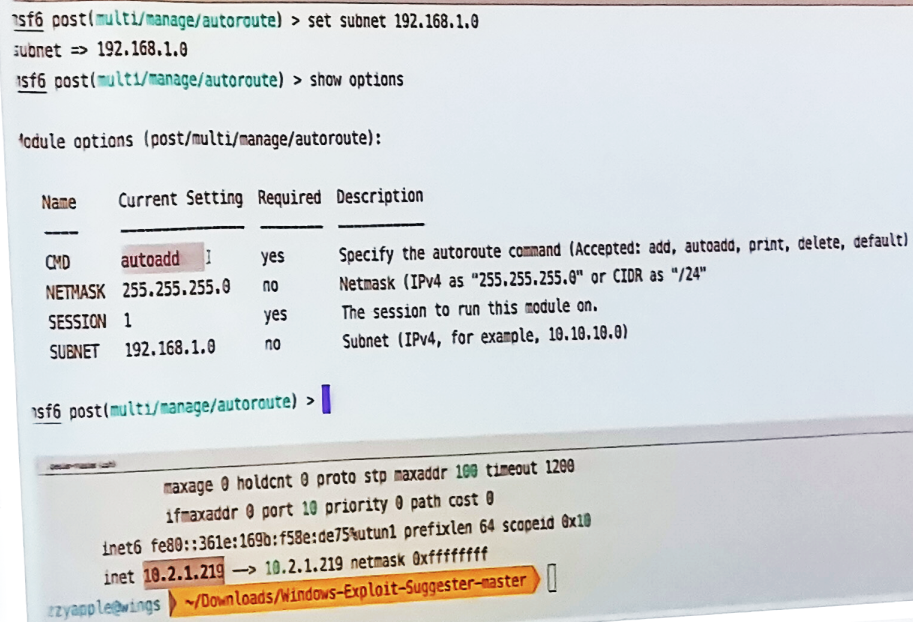 msf6 post(multi/manage/autoroute) > set subnet 192.168.1.0
subnet => 192.168.1.0
msf6 post(multi/manage/autoroute) > show options
Module options (post/multi/manage/autoroute):
Name Current Setting Required Description
CMD autoadd yes Specify the autoroute command (Accepted: add, autoadd, print, delete, default)
NETMASK 255.255.255.0 no Netmask (IPv4 as "255.255.255.0" or CIDR as "/24"
SESSION 1 yes The session to run this module on.
SUBNET 192.168.1.0 no Subnet (IPv4, for example, 10.10.10.0)
msf6 post(multi/manage/autoroute) >
maxage 0 holdcnt 0 proto stp maxaddr 100 timeout 1200
ifmaxaddr 0 port 10 priority 0 path cost 0
inet6 fe80::361e:169b:f58e:de75%utun1 prefixlen 64 scopeid 0x10
inet 10.2.1.219 --> 10.2.1.219 netmask 0xffffffff
zzyapple@wings ~/Downloads/Windows-Exploit-Suggester-master